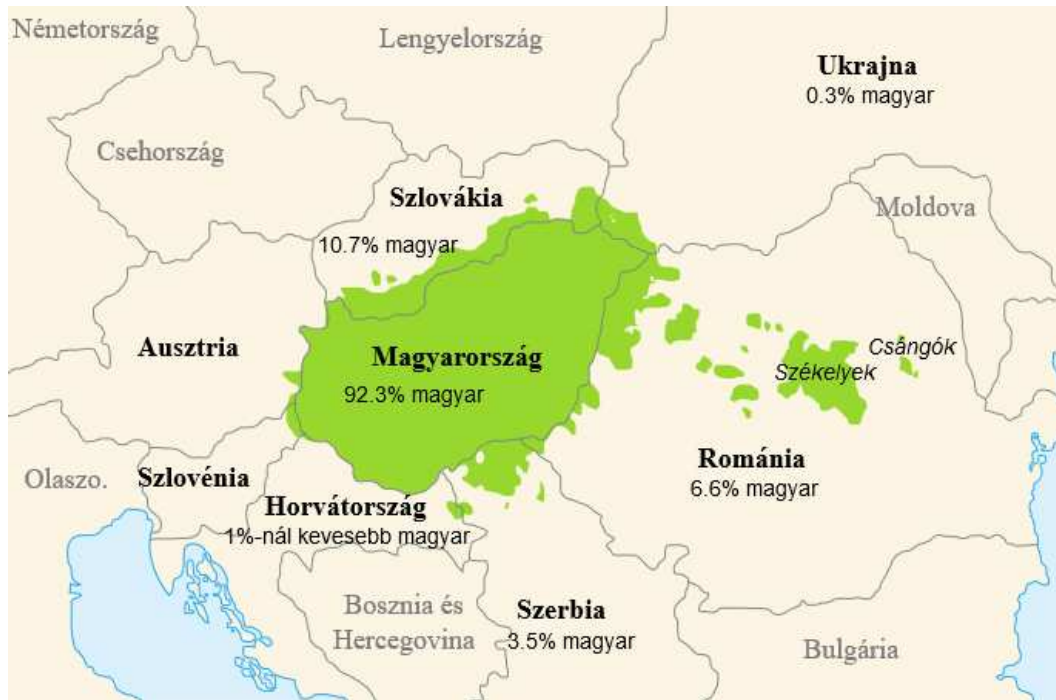 Németország
Lengyelország
Ukrajna
0.3% magyar
Csehország
Szlovákia
10.7% magyar
Moldova
Ausztria
Magyarország
92.3% magyar
Csángók
Székelyek
Románia
6.6% magyar
Olaszo.
Szlovénia
Horvátország
1%-nál kevesebb magyar
Bosznia és
Hercegovina
Szerbia
3.5% magyar
Bulgária